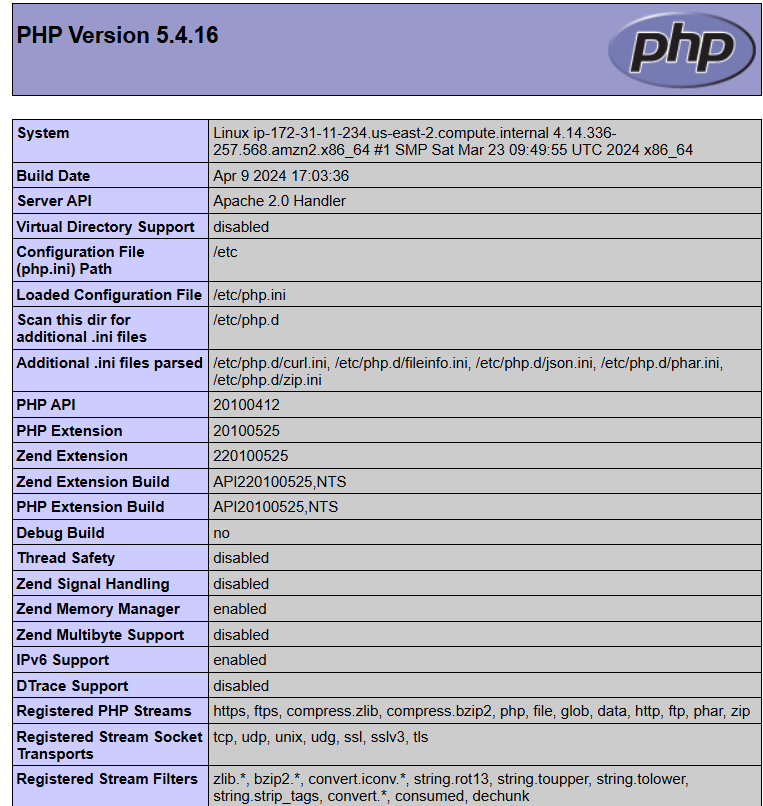 PHP Version 5.4.16
php
System
Linux ip-172-31-11-234.us-east-2.compute.internal 4.14.336-
257.568.amzn2.x86_64 #1 SMP Sat Mar 23 09:49:55 UTC 2024 x86_64
Build Date
Apr 9 2024 17:03:36
Server API
Apache 2.0 Handler
Virtual Directory Support
disabled
Configuration File
(php.ini) Path
/etc
Loaded Configuration File
/etc/php.ini
Scan this dir for
additional .ini files
/etc/php.d
Additional .ini files parsed
/etc/php.d/curl.ini, /etc/php.d/fileinfo.ini, /etc/php.d/json.ini, /etc/php.d/phar.ini,
/etc/php.d/zip.ini
PHP API
20100412
PHP Extension
20100525
Zend Extension
220100525
Zend Extension Build
API220100525,NTS
PHP Extension Build
API20100525,NTS
Debug Build
no
Thread Safety
disabled
Zend Signal Handling
disabled
Zend Memory Manager
enabled
Zend Multibyte Support
disabled
IPv6 Support
enabled
DTrace Support
disabled
Registered PHP Streams
https, ftps, compress.zlib, compress.bzip2, php, file, glob, data, http, ftp, phar, zip
Registered Stream Socket
Transports
tcp, udp, unix, udg, ssl, sslv3, tls
Registered Stream Filters
zlib.*, bzip2.*, convert.iconv.*, string.rot13, string.toupper, string.tolower,
string.strip_tags, convert.*, consumed, dechunk